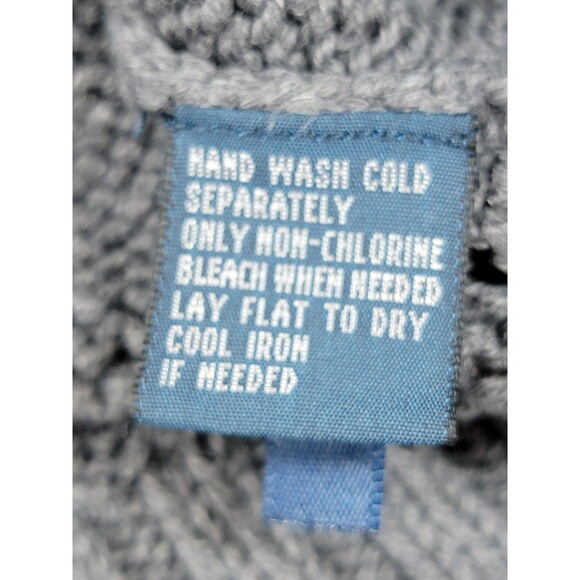 HAND WASH COLD
SEPARATELY
ONLY NON-CHLORINE
BLEACH WHEN NEEDED
LAY FLAT TO DRY
COOL IRON
IF NEEDED